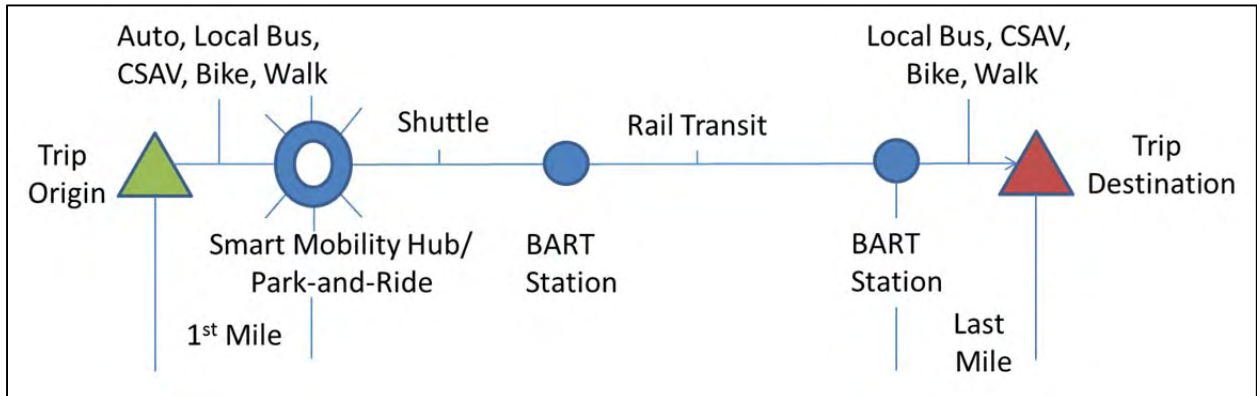 Auto, Local Bus,
CSAV, Bike, Walk
Local Bus, CSAV,
Bike, Walk
Shuttle
Rail Transit
Trip
Origin
Trip
Destination
Smart Mobility Hub/
Park-and-Ride
BART
Station
BART
Station
1st Mile
Last
Mile